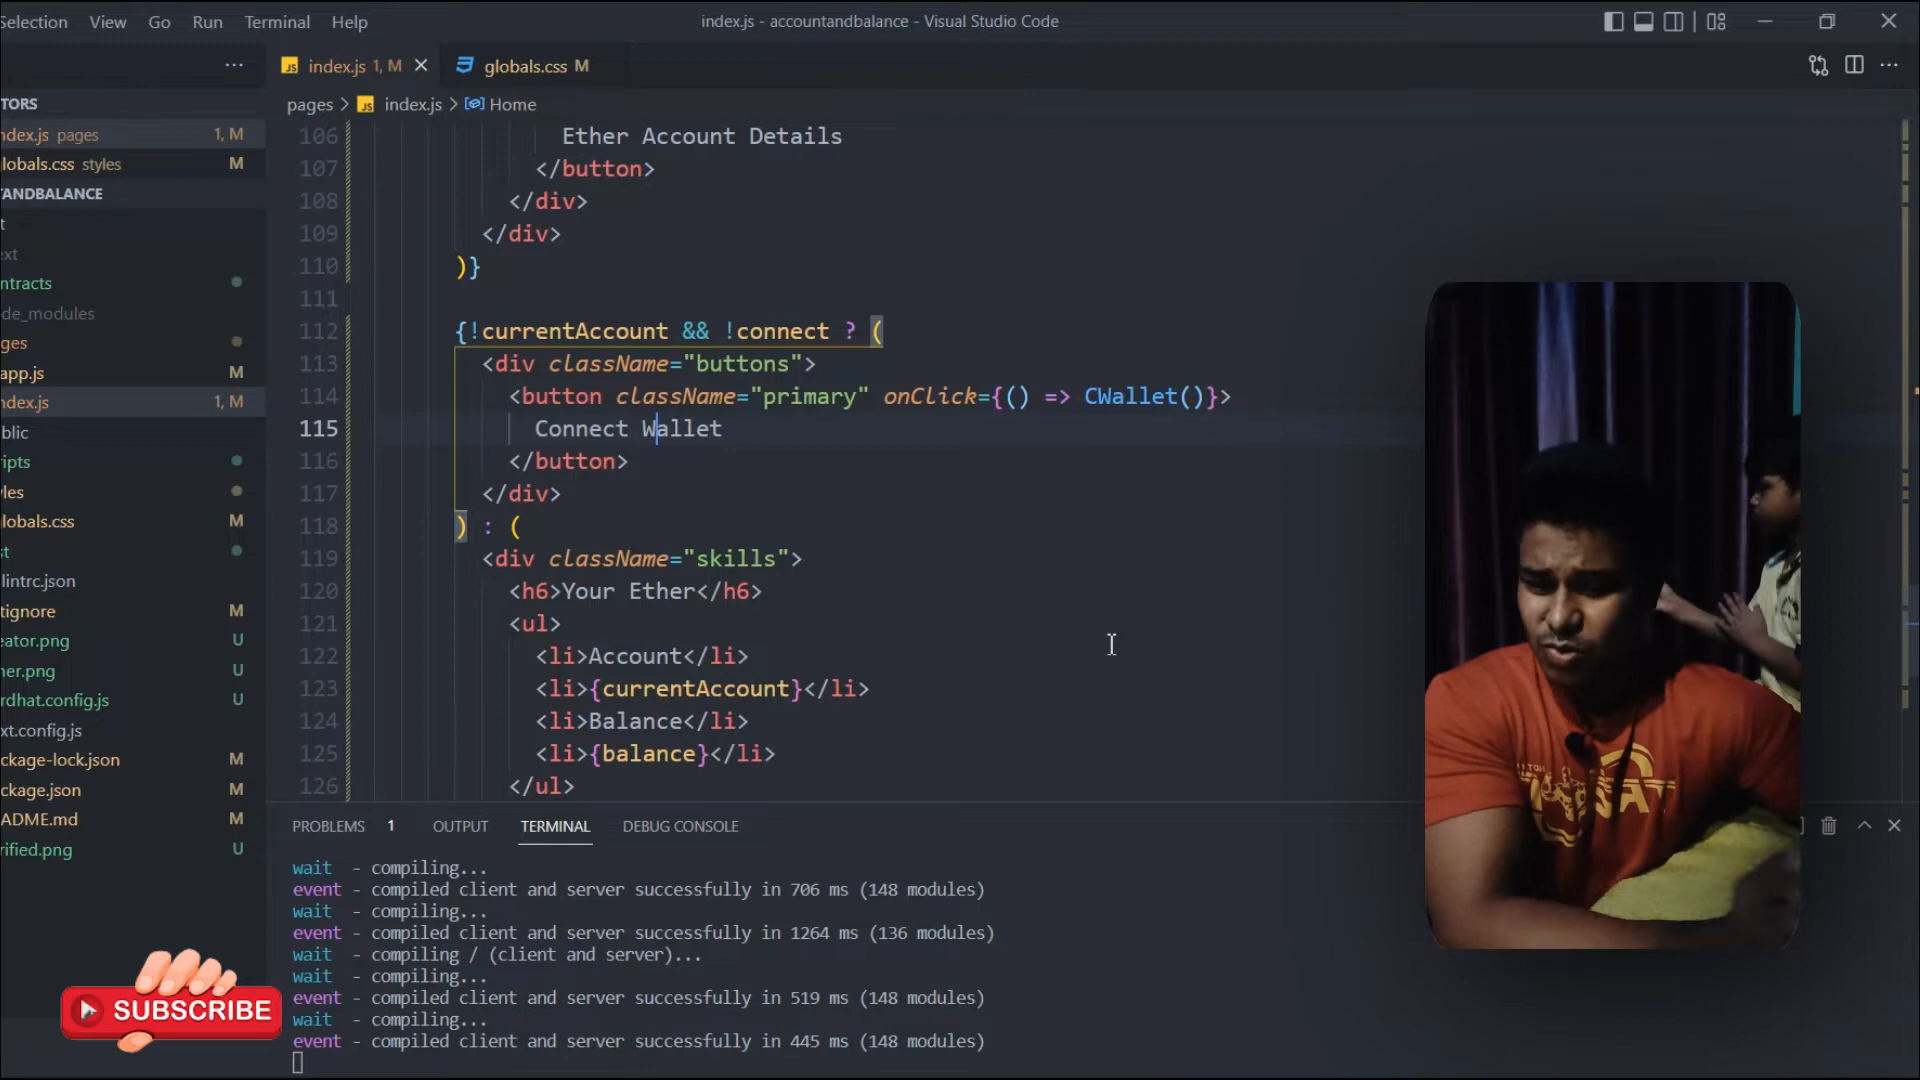 Selection View Go Run Terminal Help
index.js - accountandbalance - Visual Studio Code
index.js 1, M
globals.css M
TORS
pages > index.js > Home
ndex.js pages 1, M
lobals.css styles M
TANDBALANCE
t
ext
ntracts
de_modules
ges
app.js M
ndex.js 1, M
blic
ripts
yles
lobals.css M
st
lintrc.json
itignore M
eator.png U
her.png U
rdhat.config.js U
xt.config.js
ckage-lock.json M
ckage.json M
ADME.md M
rified.png U
106 Ether Account Details
107 </button>
108 </div>
109 </div>
110 )}
111
112 {!currentAccount && !connect ? (
113 <div className="buttons">
114 <button className="primary" onClick={() => CWallet()}>
115 Connect Wallet
116 </button>
117 </div>
118 ) : (
119 <div className="skills">
120 <h6>Your Ether</h6>
121 <ul>
122 <li>Account</li>
123 <li>{currentAccount}</li>
124 <li>Balance</li>
125 <li>{balance}</li>
126 </ul>
PROBLEMS 1 OUTPUT TERMINAL DEBUG CONSOLE
wait - compiling...
event - compiled client and server successfully in 706 ms (148 modules)
wait - compiling...
event - compiled client and server successfully in 1264 ms (136 modules)
wait - compiling / (client and server)...
wait - compiling...
event - compiled client and server successfully in 519 ms (148 modules)
wait - compiling...
event - compiled client and server successfully in 445 ms (148 modules)
SUBSCRIBE